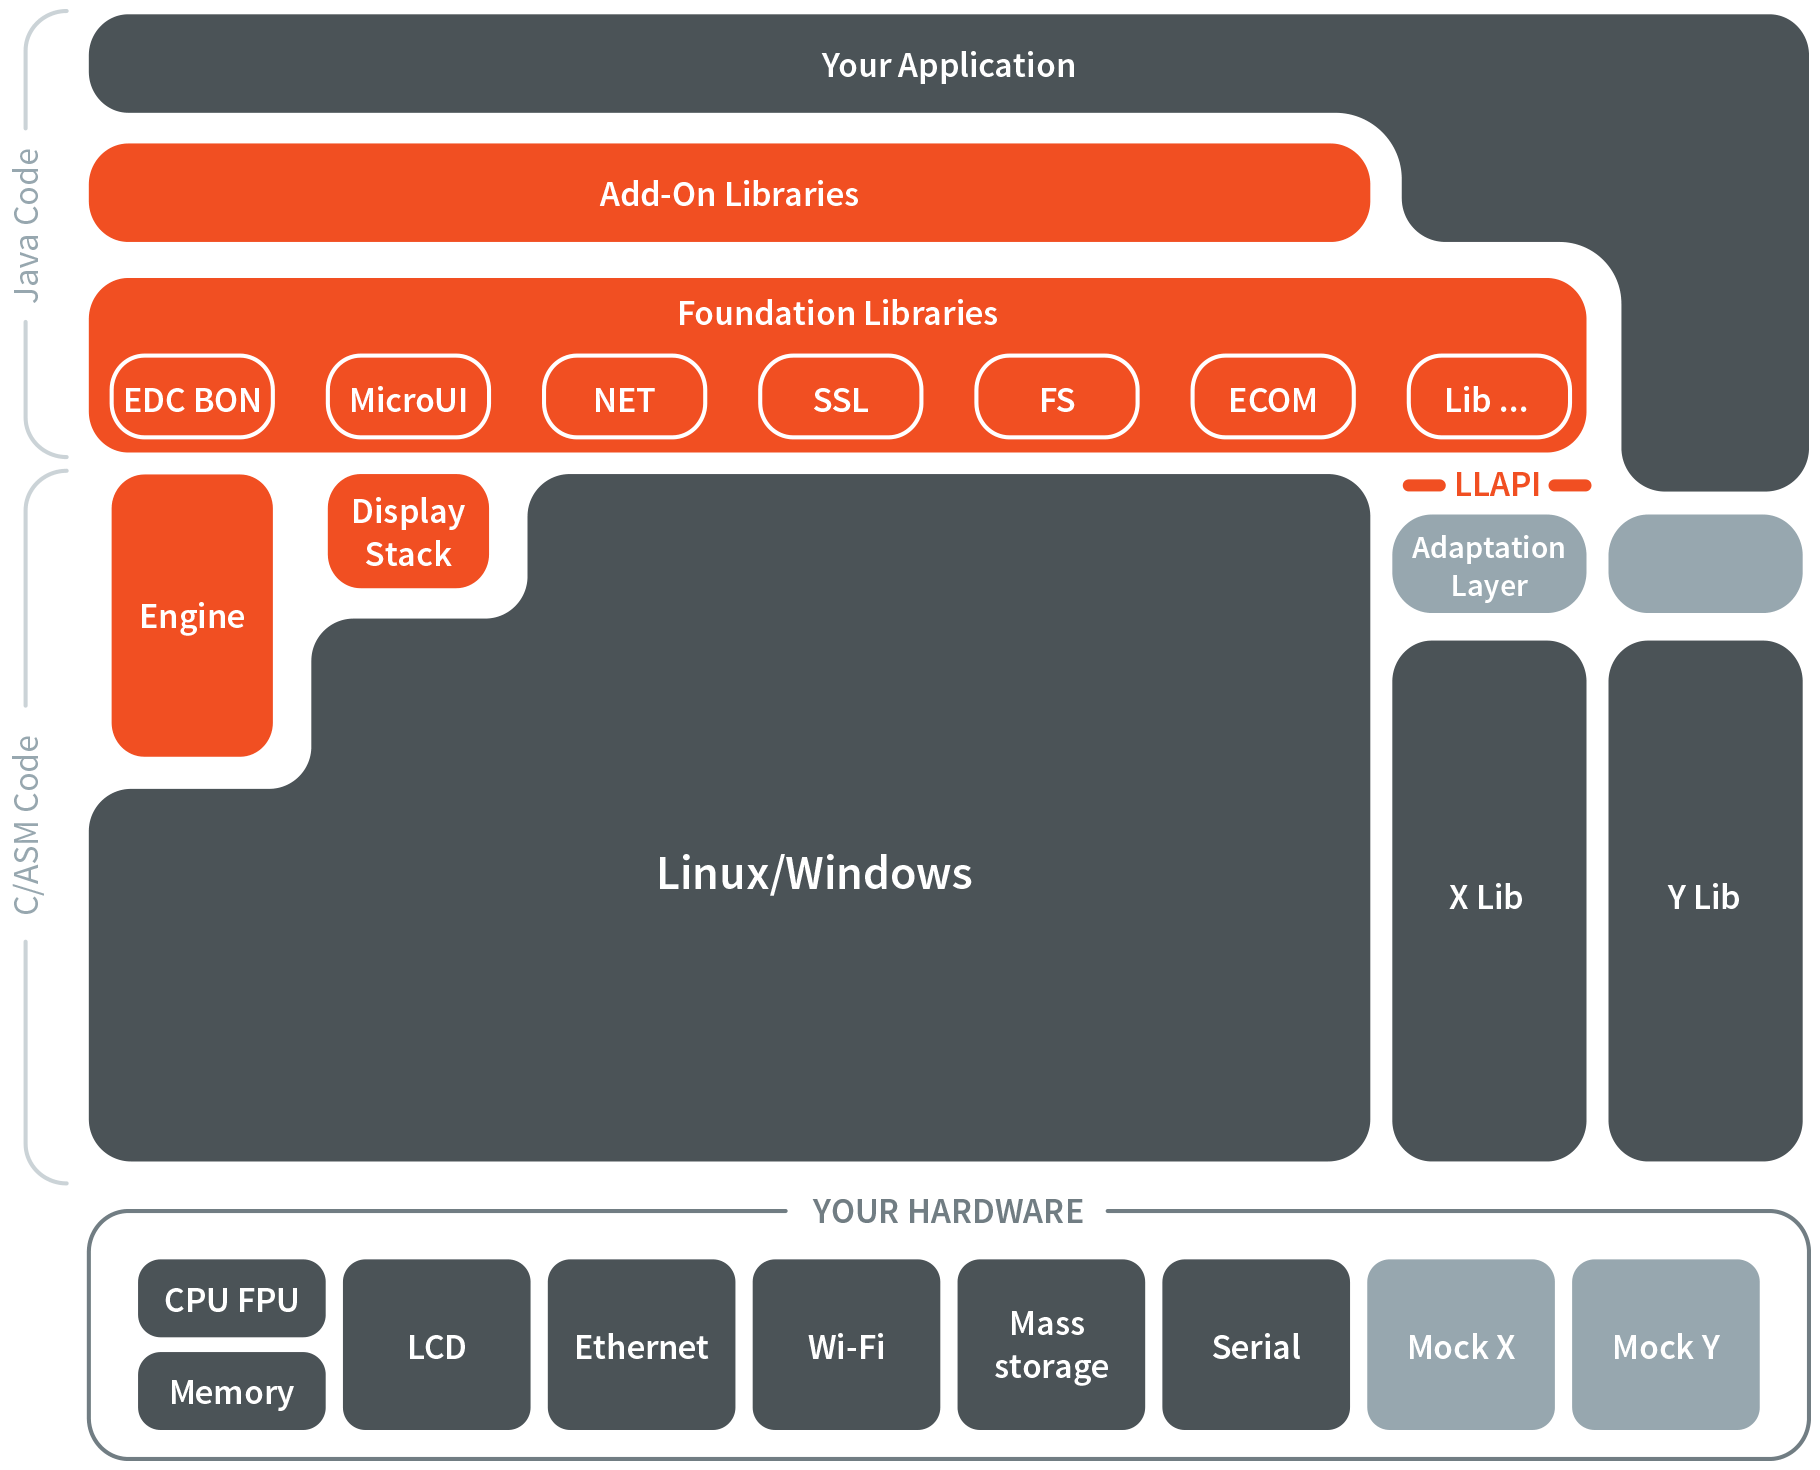 Java Code
Your Application
Add-On Libraries
Foundation Libraries
EDC BON
MicroUI
NET
SSL
FS
ECOM
Lib ...
C/ASM Code
Engine
Display
Stack
LLAPI
Adaptation
Layer
Linux/Windows
X Lib
Y Lib
YOUR HARDWARE
CPU FPU
Memory
LCD
Ethernet
Wi-Fi
Mass
storage
Serial
Mock X
Mock Y